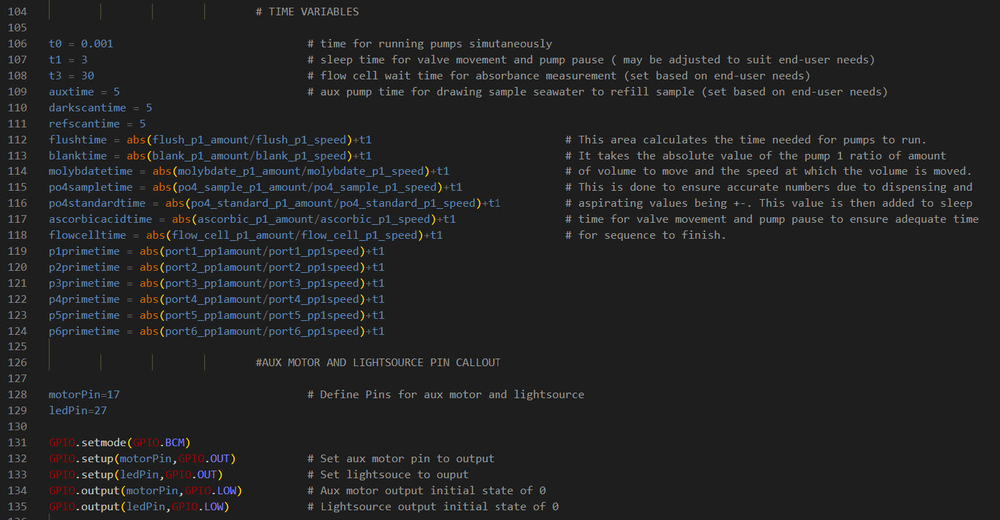 104 # TIME VARIABLES
105
106 t0 = 0.001 # time for running pumps simutaneously
107 t1 = 3 # sleep time for valve movement and pump pause ( may be adjusted to suit end-user needs)
108 t3 = 30 # flow cell wait time for absorbance measurement (set based on end-user needs)
109 auxtime = 5 # aux pump time for drawing sample seawater to refill sample (set based on end-user needs)
110 darkscantime = 5
111 refscantime = 5
112 flushtime = abs(flush_p1_amount/flush_p1_speed)+t1 # This area calculates the time needed for pumps to run.
113 blanktime = abs(blank_p1_amount/blank_p1_speed)+t1 # It takes the absolute value of the pump 1 ratio of amount
114 molybdatetime = abs(molybdate_p1_amount/molybdate_p1_speed)+t1 # of volume to move and the speed at which the volume is moved.
115 po4sampletime = abs(po4_sample_p1_amount/po4_sample_p1_speed)+t1 # This is done to ensure accurate numbers due to dispensing and
116 po4standardtime = abs(po4_standard_p1_amount/po4_standard_p1_speed)+t1 # aspirating values being +-. This value is then added to sleep
117 ascorbicacidtime = abs(ascorbic_p1_amount/ascorbic_p1_speed)+t1 # time for valve movement and pump pause to ensure adequate time
118 flowcelltime = abs(flow_cell_p1_amount/flow_cell_p1_speed)+t1 # for sequence to finish.
119 p1primetime = abs(port1_pp1amount/port1_pp1speed)+t1
120 p2primetime = abs(port2_pp1amount/port2_pp1speed)+t1
121 p3primetime = abs(port3_pp1amount/port3_pp1speed)+t1
122 p4primetime = abs(port4_pp1amount/port4_pp1speed)+t1
123 p5primetime = abs(port5_pp1amount/port5_pp1speed)+t1
124 p6primetime = abs(port6_pp1amount/port6_pp1speed)+t1
125
126 #AUX MOTOR AND LIGHTSOURCE PIN CALLOUT
127
128 motorPin=17 # Define Pins for aux motor and lightsource
129 ledPin=27
130
131 GPIO.setmode(GPIO.BCM)
132 GPIO.setup(motorPin,GPIO.OUT) # Set aux motor pin to output
133 GPIO.setup(ledPin,GPIO.OUT) # Set lightsouce to ouput
134 GPIO.output(motorPin,GPIO.LOW) # Aux motor output initial state of 0
135 GPIO.output(ledPin,GPIO.LOW) # Lightsource output initial state of 0